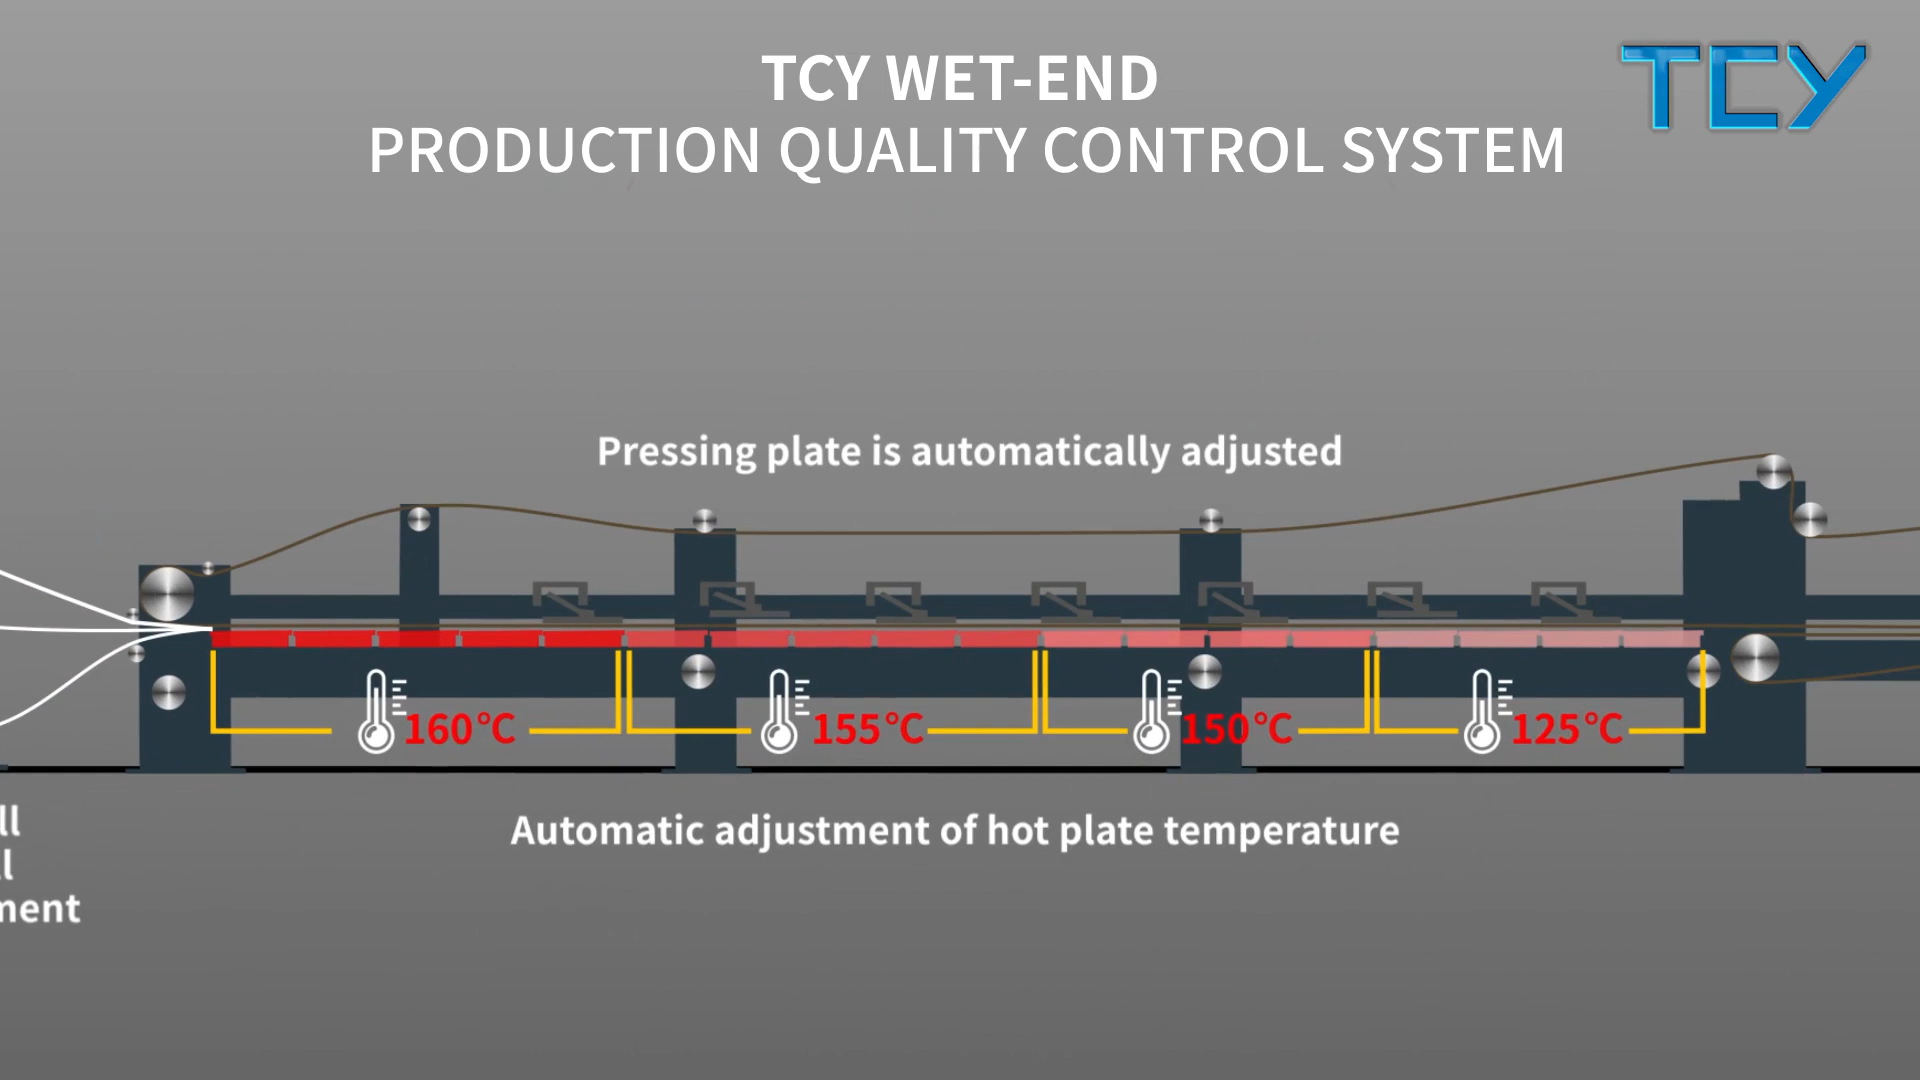 TCY WET-END
TCY
PRODUCTION QUALITY CONTROL SYSTEM
Pressing plate is automatically adjusted
160℃
155℃
150℃
125℃
Automatic adjustment of hot plate temperature